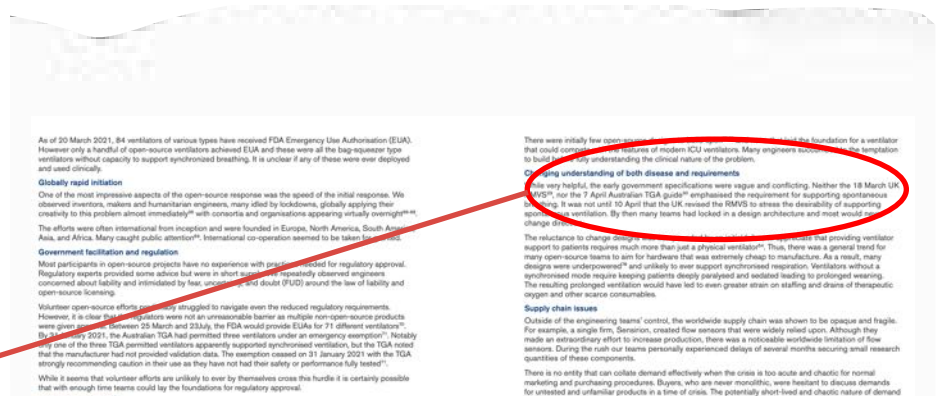 As of 20 March 2021, 84 ventilators of various types have received FDA Emergency Use Authorisation (EUA).
However only a handful of open-source ventilators achieved EUA and these were all the bag-squeezer type
ventilators without capacity to support synchronized breathing. It is unclear if any of these were ever deployed
and used clinically.
Globally rapid initiation
One of the most impressive aspects of the open-source response was the speed of the initial response. We
observed inventors, makers and humanitarian engineers, many idled by lockdowns, globally applying their
creativity to this problem almost immediately with consortia and organisations appearing virtually overnight
The efforts were often international from inception and were founded in Europe, North America, South America,
Asia, and Africa. Many caught public attention. International co-operation seemed to be taken for
Government facilitation and regulation
Most participants in open-source projects have no experience with needed for regulatory approval.
Regulatory experts provided some advice but were in short repeatedly observed engineers
concerned about liability and intimidated by fear, and doubt (FUD) around the law of liability and
open-source licensing.
Volunteer open-source efforts struggled to navigate even the reduced regulatory requirements.
However, it is clear regulators were not an unreasonable barrier as multiple non-open-source products
were given Between 25 March and 23July, the FDA would provide EUAs for 71 different ventilators
By 2021, the Australian TGA had permitted three ventilators under an emergency exemption. Notably
one of the three TGA permitted ventilators apparently supported synchronised ventilation, but the TGA noted
that the manufacturer had not provided validation data. The exemption ceased on 31 January 2021 with the TGA
strongly recommending caution in their use as they have not had their safety or performance fully tested
While it seems that volunteer efforts are unlikely to ever by themselves cross this hurdle it is certainly possible
that with enough time teams could lay the foundations for regulatory approval.
There were initially few the foundation for a ventilator
that could features of modern ICU ventilators. Many engineers the temptation
to build fully understanding the clinical nature of the problem.
Changing understanding of both disease and requirements
While very helpful, the early government specifications were vague and conflicting. Neither the 18 March UK
RMVS, nor the 7 April Australian TGA guide emphasised the requirement for supporting spontaneous
breathing. It was not until 10 April that the UK revised the RMVS to stress the desirability of supporting
spontaneous ventilation. By then many teams had locked in a design architecture and most would
change
The reluctance to change that providing ventilator
support to patients requires much more than just a physical ventilator. Thus, there was a general trend for
many open-source teams to aim for hardware that was extremely cheap to manufacture. As a result, many
designs were underpowered and unlikely to ever support synchronised respiration. Ventilators without a
synchronised mode require keeping patients deeply paralysed and sedated leading to prolonged weaning.
The resulting prolonged ventilation would have led to even greater strain on staffing and drains of therapeutic
oxygen and other scarce consumables.
Supply chain issues
Outside of the engineering teams' control, the worldwide supply chain was shown to be opaque and fragile.
For example, a single firm, Sensirion, created flow sensors that were widely relied upon. Although they
made an extraordinary effort to increase production, there was a noticeable worldwide limitation of flow
sensors. During the rush our teams personally experienced delays of several months securing small research
quantities of these components.
There is no entity that can collate demand effectively when the crisis is too acute and chaotic for normal
marketing and purchasing procedures. Buyers, who are never monolithic, were hesitant to discuss demands
for untested and unfamiliar products in a time of crisis. The potentially short-lived and chaotic nature of demand